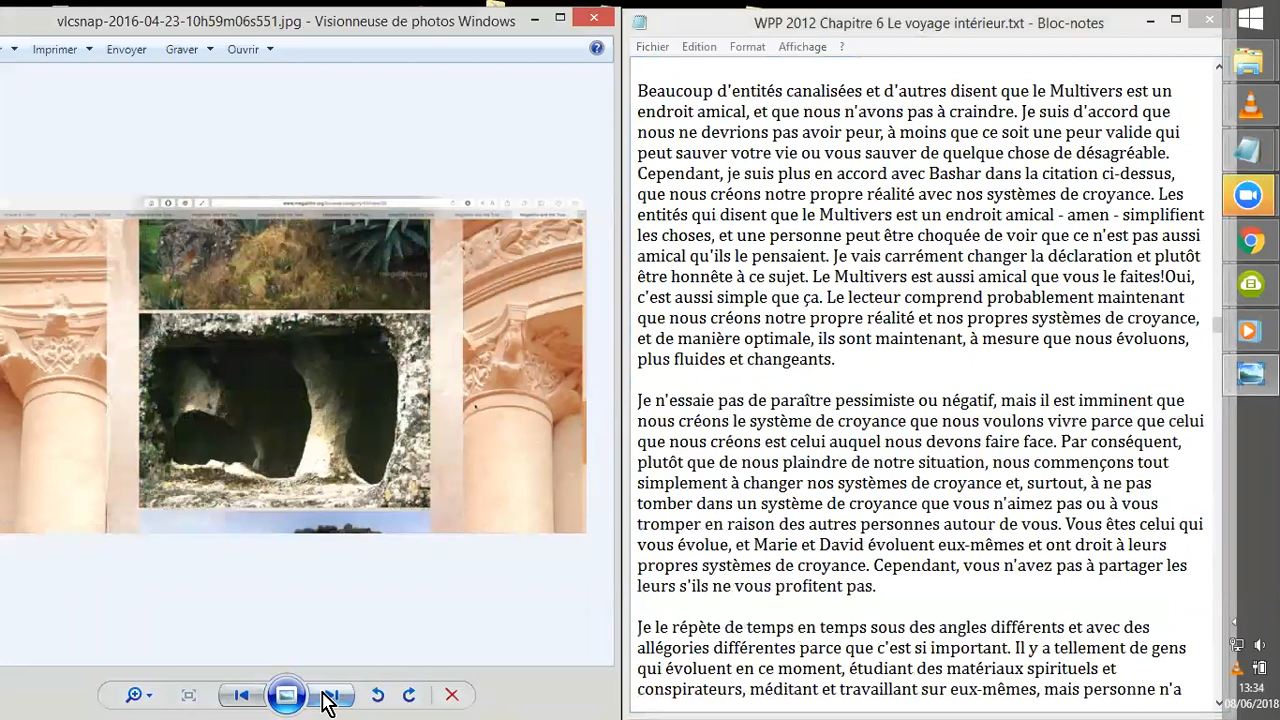 vlcsnap-2016-04-23-10h59m06s551.jpg - Visionneuse de photos Windows
Imprimer Envoyer Graver Ouvrir
WPP 2012 Chapitre 6 Le voyage intérieur.txt - Bloc-notes
Fichier Edition Format Affichage ?
Beaucoup d'entités canalisées et d'autres disent que le Multivers est un
endroit amical, et que nous n'avons pas à craindre. Je suis d'accord que
nous ne devrions pas avoir peur, à moins que ce soit une peur valide qui
peut sauver votre vie ou vous sauver de quelque chose de désagréable.
Cependant, je suis plus en accord avec Bashar dans la citation ci-dessus,
que nous créons notre propre réalité avec nos systèmes de croyance. Les
entités qui disent que le Multivers est un endroit amical - amen - simplifient
les choses, et une personne peut être choquée de voir que ce n'est pas aussi
amical qu'ils le pensaient. Je vais carrément changer la déclaration et plutôt
être honnête à ce sujet. Le Multivers est aussi amical que vous le faites!Oui,
c'est aussi simple que ça. Le lecteur comprend probablement maintenant
que nous créons notre propre réalité et nos propres systèmes de croyance,
et de manière optimale, ils sont maintenant, à mesure que nous évoluons,
plus fluides et changeants.
Je n'essaie pas de paraître pessimiste ou négatif, mais il est imminent que
nous créons le système de croyance que nous voulons vivre parce que celui
que nous créons est celui auquel nous devons faire face. Par conséquent,
plutôt que de nous plaindre de notre situation, nous commençons tout
simplement à changer nos systèmes de croyance et, surtout, à ne pas
tomber dans un système de croyance que vous n'aimez pas ou à vous
tromper en raison des autres personnes autour de vous. Vous êtes celui qui
vous évolue, et Marie et David évoluent eux-mêmes et ont droit à leurs
propres systèmes de croyance. Cependant, vous n'avez pas à partager les
leurs s'ils ne vous profitent pas.
Je le répète de temps en temps sous des angles différents et avec des
allégories différentes parce que c'est si important. Il y a tellement de gens
qui évoluent en ce moment, étudiant des matériaux spirituels et
conspirateurs, méditant et travaillant sur eux-mêmes, mais personne n'a
13:34
08/06/2018